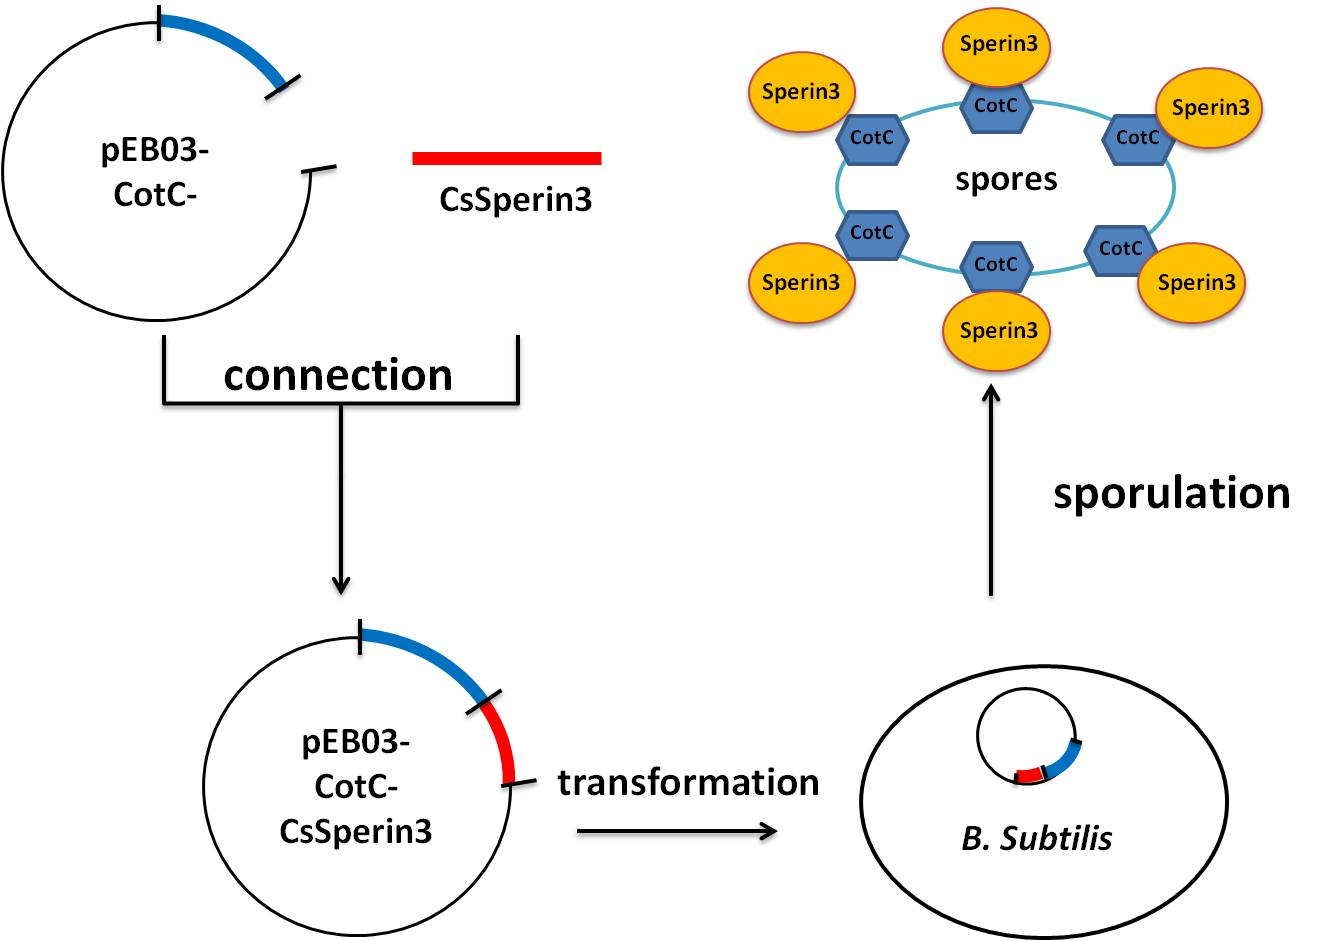 pEB03-
CotC-
CsSperin3
connection
pEB03-
CotC-
CsSperin3
transformation
B. Subtilis
sporulation
Sperin3
Sperin3
Sperin3
CotC
CotC
CotC
spores
CotC
CotC
CotC
Sperin3
Sperin3
Sperin3